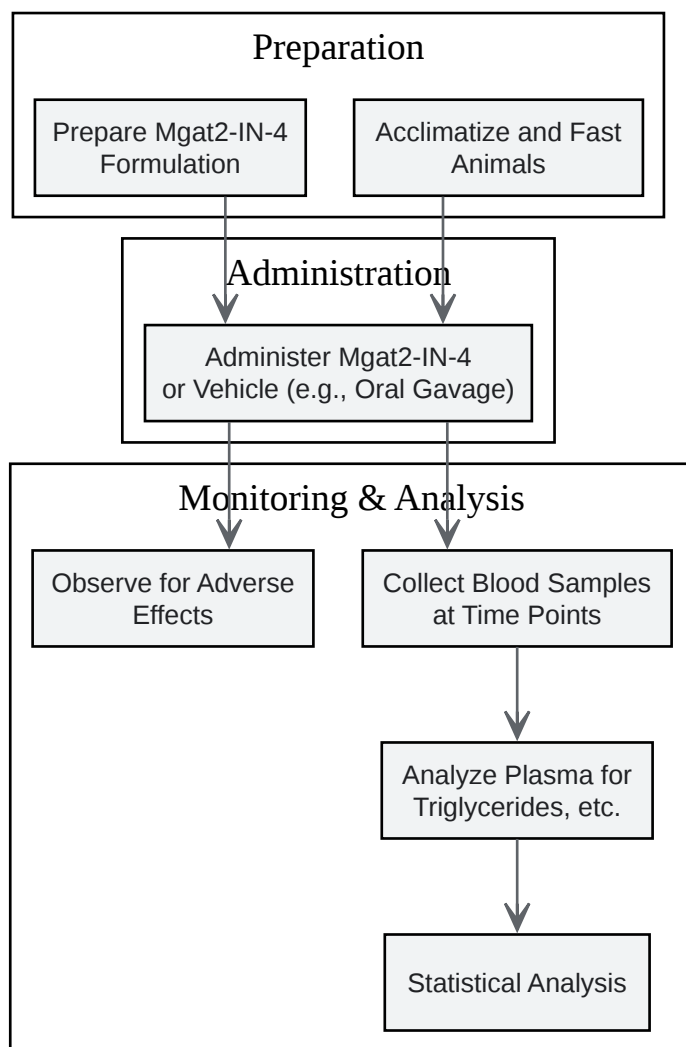 Preparation
Prepare Mgat2-IN-4
Formulation
Acclimatize and Fast
Animals
Administration
Administer Mgat2-IN-4
or Vehicle (e.g., Oral Gavage)
Monitoring & Analysis
Observe for Adverse
Effects
Collect Blood Samples
at Time Points
Analyze Plasma for
Triglycerides, etc.
Statistical Analysis